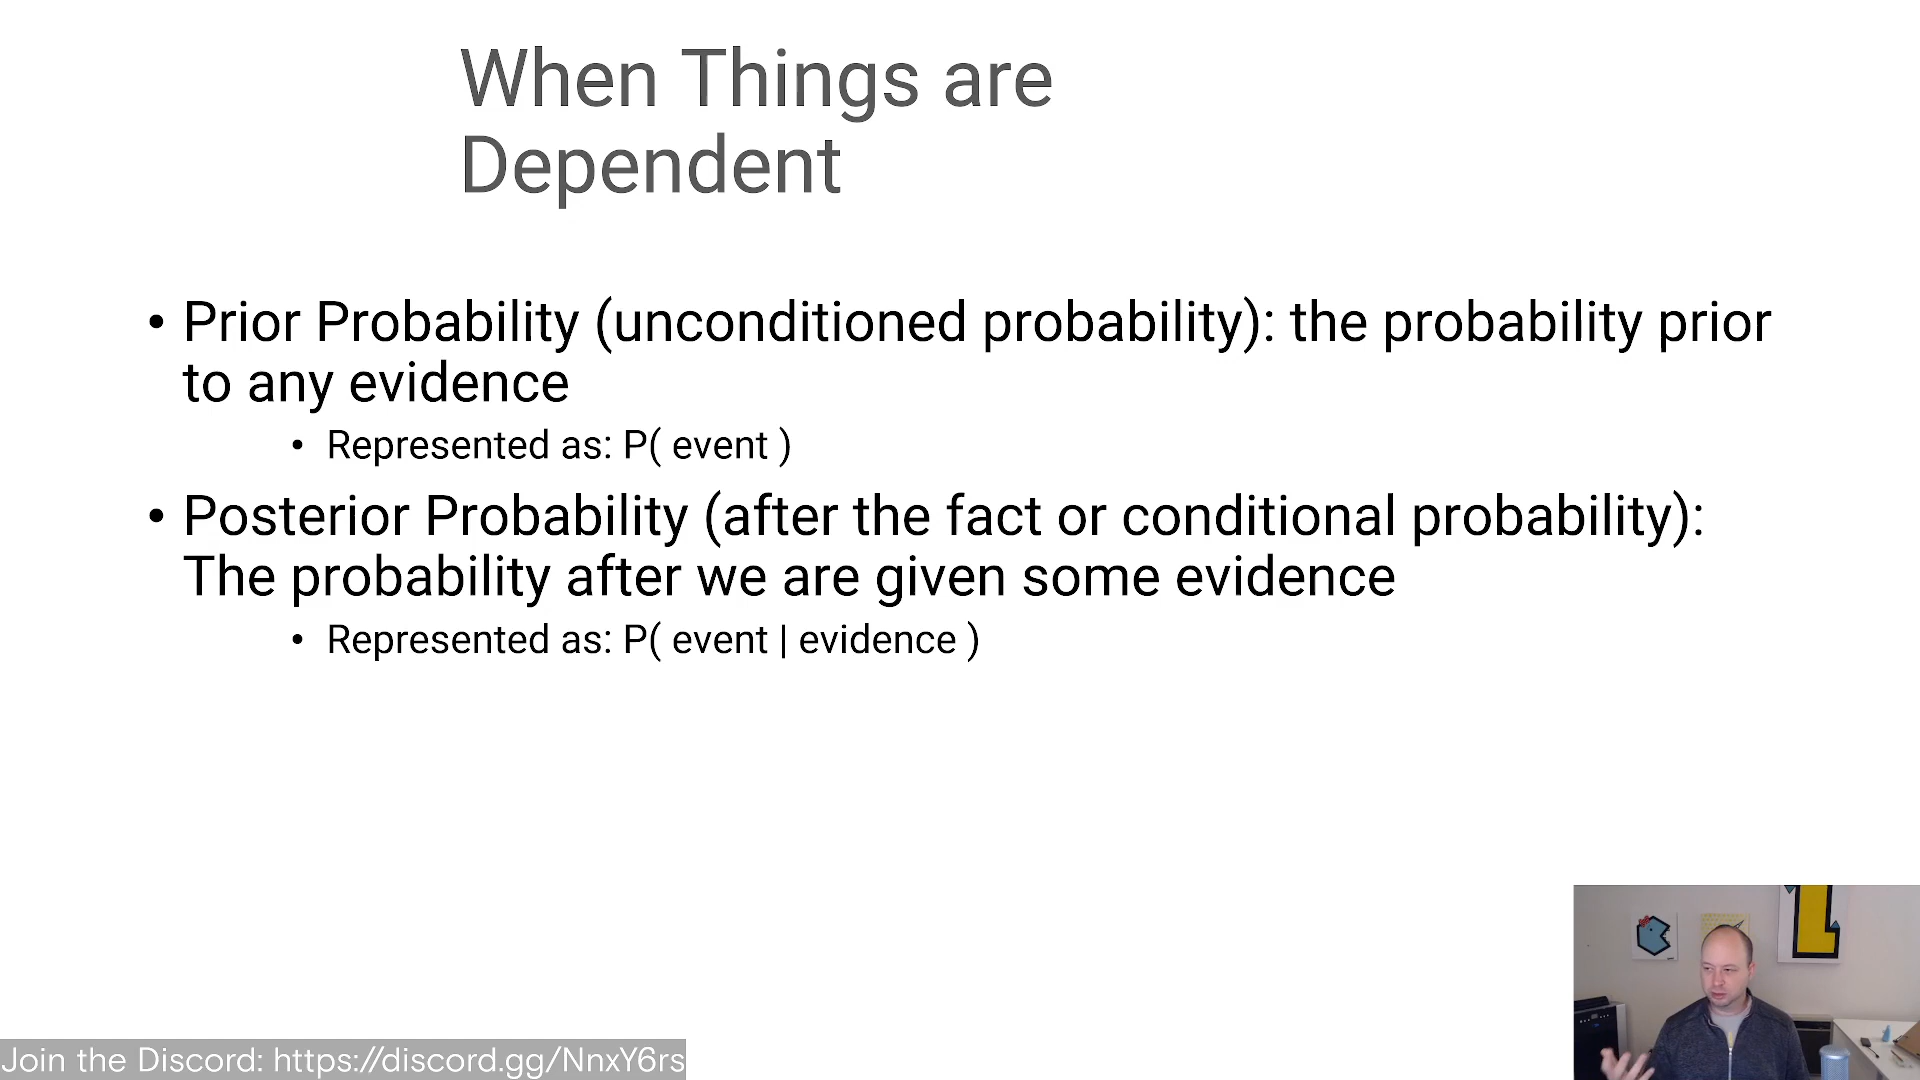 When Things are
Dependent
• Prior Probability (unconditioned probability): the probability prior
to any evidence
• Represented as: P( event )
• Posterior Probability (after the fact or conditional probability):
The probability after we are given some evidence
• Represented as: P( event | evidence )
Join the Discord: https://discord.gg/NnxY6rs